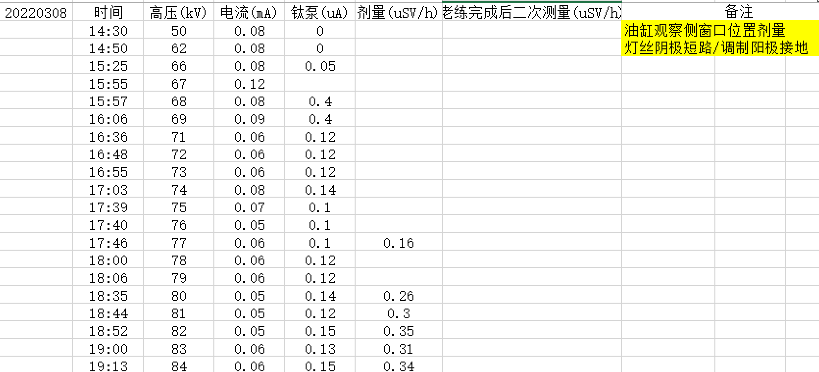 20220308 时间 高压(kV) 电流(mA) 钛泵(uA) 剂量(uSV/h) 老练完成后二次测量(uSV/h) 备注
14:30 50 0.08 0 油缸观察侧窗口位置剂量
14:50 62 0.08 0 灯丝阴极短路/调制阳极接地
15:25 66 0.08 0.05
15:55 67 0.12
15:57 68 0.08 0.4
16:06 69 0.09 0.4
16:36 71 0.06 0.12
16:48 72 0.06 0.12
16:55 73 0.06 0.12
17:03 74 0.08 0.14
17:39 75 0.07 0.1
17:40 76 0.05 0.1
17:46 77 0.06 0.1 0.16
18:00 78 0.06 0.12
18:06 79 0.06 0.12
18:35 80 0.05 0.14 0.26
18:44 81 0.05 0.12 0.3
18:52 82 0.05 0.15 0.35
19:00 83 0.06 0.13 0.31
19:13 84 0.06 0.15 0.34